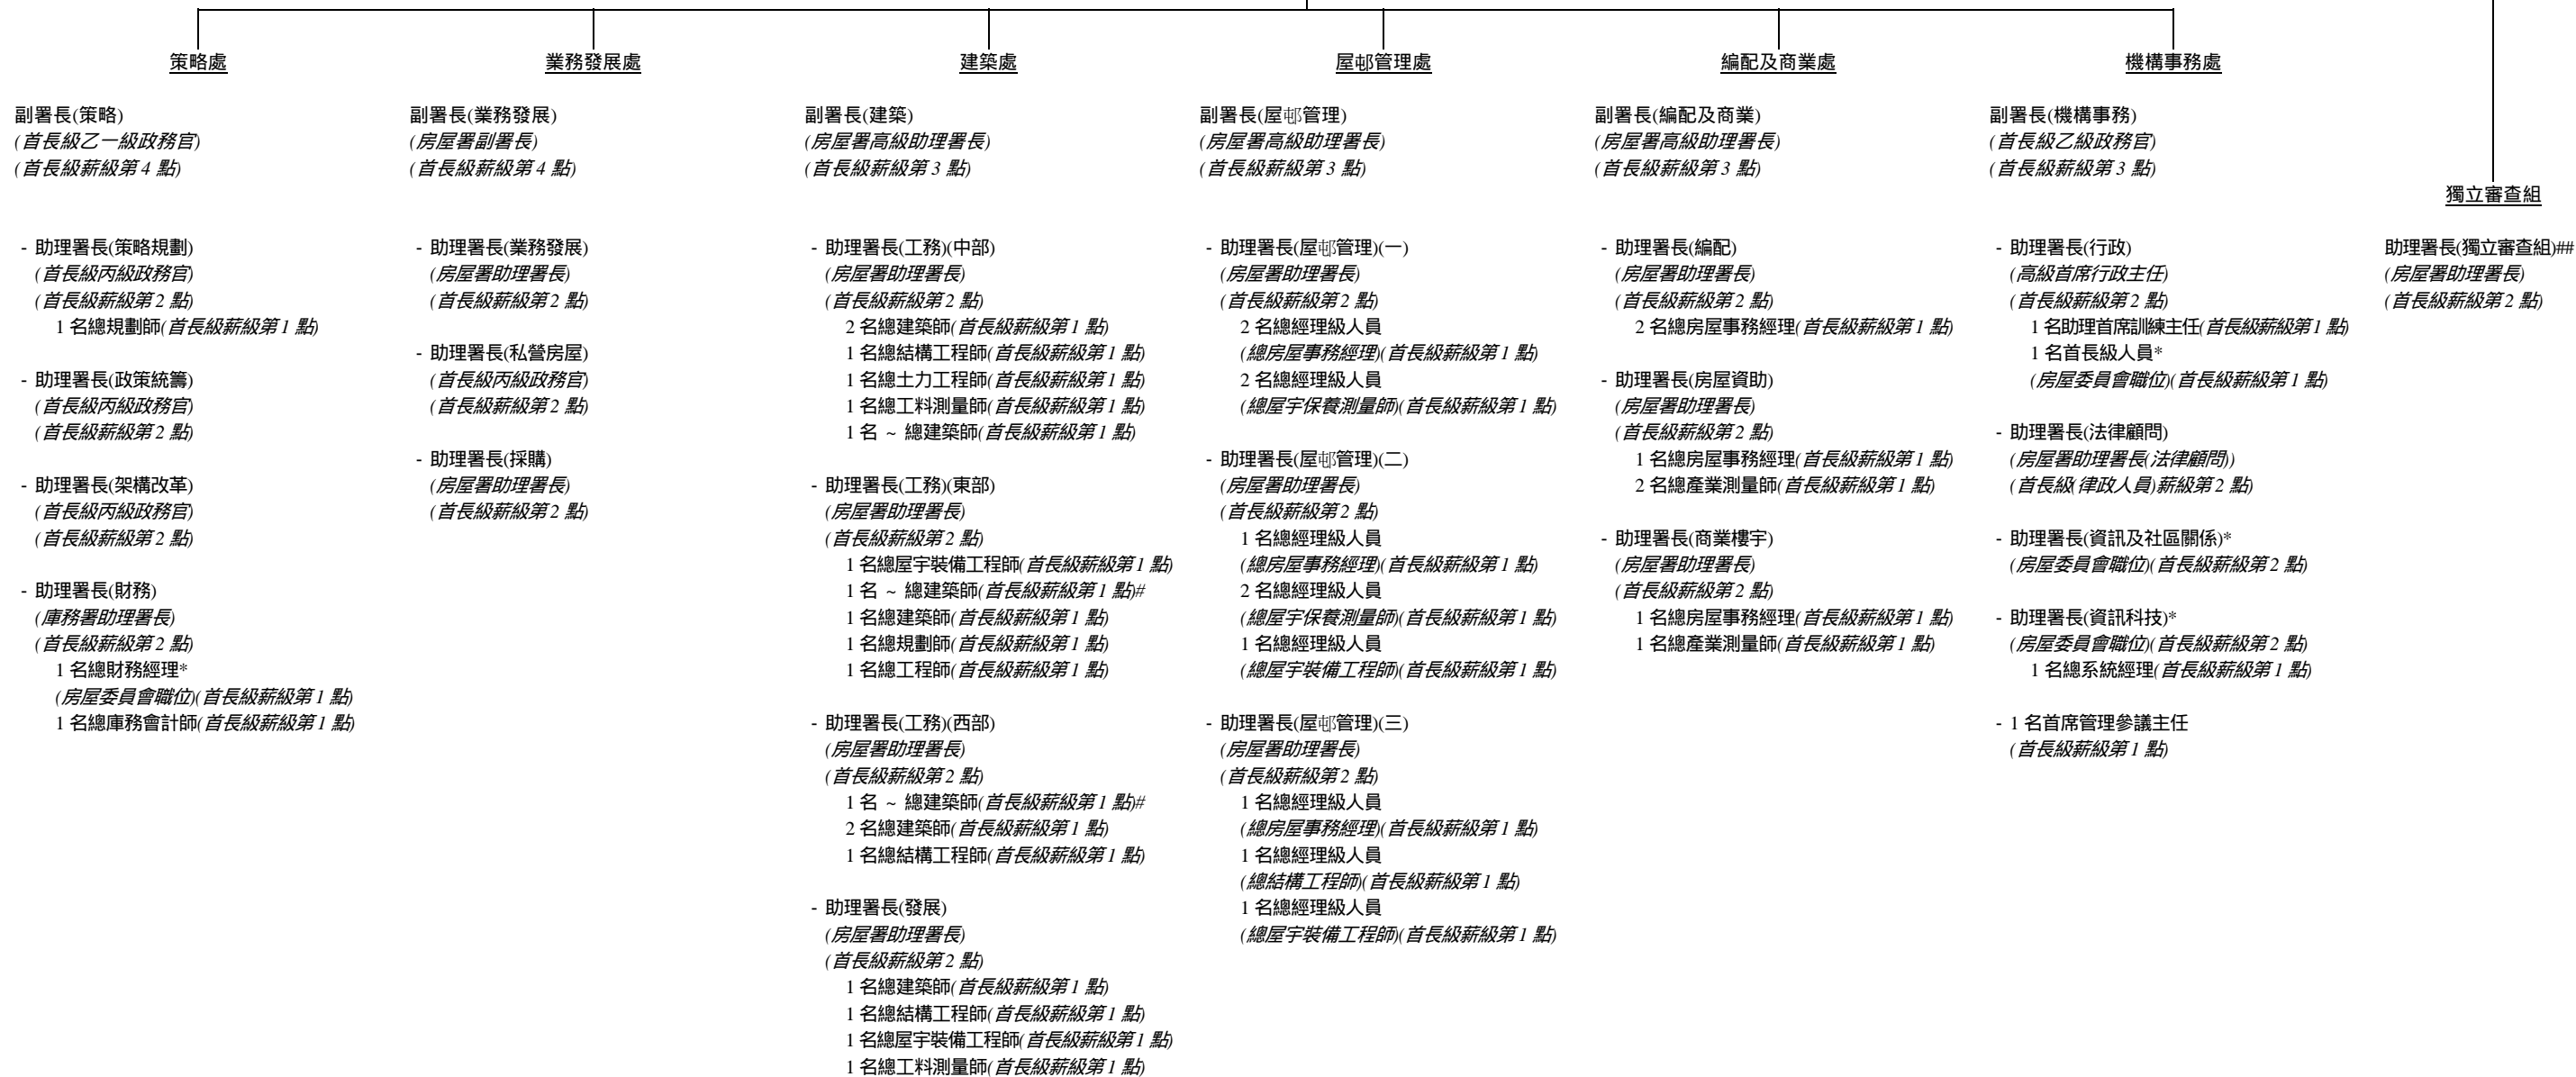 策略處
副署長(策略)
(首長級乙一級政務官)
(首長級薪級第 4 點)
- 助理署長(策略規劃)
(首長級丙級政務官)
(首長級薪級第 2 點)
1 名總規劃師(首長級薪級第 1 點)
- 助理署長(政策統籌)
(首長級丙級政務官)
(首長級薪級第 2 點)
- 助理署長(架構改革)
(首長級丙級政務官)
(首長級薪級第 2 點)
- 助理署長(財務)
(庫務署助理署長)
(首長級薪級第 2 點)
1 名總財務經理*
(房屋委員會職位)(首長級薪級第 1 點)
1 名總庫務會計師(首長級薪級第 1 點)
業務發展處
副署長(業務發展)
(房屋署副署長)
(首長級薪級第 4 點)
- 助理署長(業務發展)
(房屋署助理署長)
(首長級薪級第 2 點)
- 助理署長(私營房屋)
(首長級丙級政務官)
(首長級薪級第 2 點)
- 助理署長(採購)
(房屋署助理署長)
(首長級薪級第 2 點)
建築處
副署長(建築)
(房屋署高級助理署長)
(首長級薪級第 3 點)
- 助理署長(工務)(中部)
(房屋署助理署長)
(首長級薪級第 2 點)
2 名總建築師(首長級薪級第 1 點)
1 名總結構工程師(首長級薪級第 1 點)
1 名總土力工程師(首長級薪級第 1 點)
1 名總工料測量師(首長級薪級第 1 點)
1 名 ~ 總建築師(首長級薪級第 1 點)
- 助理署長(工務)(東部)
(房屋署助理署長)
(首長級薪級第 2 點)
1 名總屋宇裝備工程師(首長級薪級第 1 點)
1 名 ~ 總建築師(首長級薪級第 1 點)#
1 名總建築師(首長級薪級第 1 點)
1 名總規劃師(首長級薪級第 1 點)
1 名總工程師(首長級薪級第 1 點)
- 助理署長(工務)(西部)
(房屋署助理署長)
(首長級薪級第 2 點)
1 名 ~ 總建築師(首長級薪級第 1 點)#
2 名總建築師(首長級薪級第 1 點)
1 名總結構工程師(首長級薪級第 1 點)
- 助理署長(發展)
(房屋署助理署長)
(首長級薪級第 2 點)
1 名總建築師(首長級薪級第 1 點)
1 名總結構工程師(首長級薪級第 1 點)
1 名總屋宇裝備工程師(首長級薪級第 1 點)
1 名總工料測量師(首長級薪級第 1 點)
屋邨管理處
副署長(屋邨管理)
(房屋署高級助理署長)
(首長級薪級第 3 點)
- 助理署長(屋邨管理)(一)
(房屋署助理署長)
(首長級薪級第 2 點)
2 名總經理級人員
(總房屋事務經理)(首長級薪級第 1 點)
2 名總經理級人員
(總屋宇保養測量師)(首長級薪級第 1 點)
- 助理署長(屋邨管理)(二)
(房屋署助理署長)
(首長級薪級第 2 點)
1 名總經理級人員
(總房屋事務經理)(首長級薪級第 1 點)
2 名總經理級人員
(總屋宇保養測量師)(首長級薪級第 1 點)
1 名總經理級人員
(總屋宇裝備工程師)(首長級薪級第 1 點)
- 助理署長(屋邨管理)(三)
(房屋署助理署長)
(首長級薪級第 2 點)
1 名總經理級人員
(總房屋事務經理)(首長級薪級第 1 點)
1 名總經理級人員
(總結構工程師)(首長級薪級第 1 點)
1 名總經理級人員
(總屋宇裝備工程師)(首長級薪級第 1 點)
編配及商業處
副署長(編配及商業)
(房屋署高級助理署長)
(首長級薪級第 3 點)
- 助理署長(編配)
(房屋署助理署長)
(首長級薪級第 2 點)
2 名總房屋事務經理(首長級薪級第 1 點)
- 助理署長(房屋資助)
(房屋署助理署長)
(首長級薪級第 2 點)
1 名總房屋事務經理(首長級薪級第 1 點)
2 名總產業測量師(首長級薪級第 1 點)
- 助理署長(商業樓宇)
(房屋署助理署長)
(首長級薪級第 2 點)
1 名總房屋事務經理(首長級薪級第 1 點)
1 名總產業測量師(首長級薪級第 1 點)
機構事務處
副署長(機構事務)
(首長級乙級政務官)
(首長級薪級第 3 點)
- 助理署長(行政)
(高級首席行政主任)
(首長級薪級第 2 點)
1 名助理首席訓練主任(首長級薪級第 1 點)
1 名首長級人員*
(房屋委員會職位)(首長級薪級第 1 點)
- 助理署長(法律顧問)
(房屋署助理署長(法律顧問))
(首長級(律政人員)薪級第 2 點)
- 助理署長(資訊及社區關係)*
(房屋委員會職位)(首長級薪級第 2 點)
- 助理署長(資訊科技)*
(房屋委員會職位)(首長級薪級第 2 點)
1 名總系統經理(首長級薪級第 1 點)
- 1 名首席管理參議主任
(首長級薪級第 1 點)
獨立審查組
助理署長(獨立審查組)##
(房屋署助理署長)
(首長級薪級第 2 點)